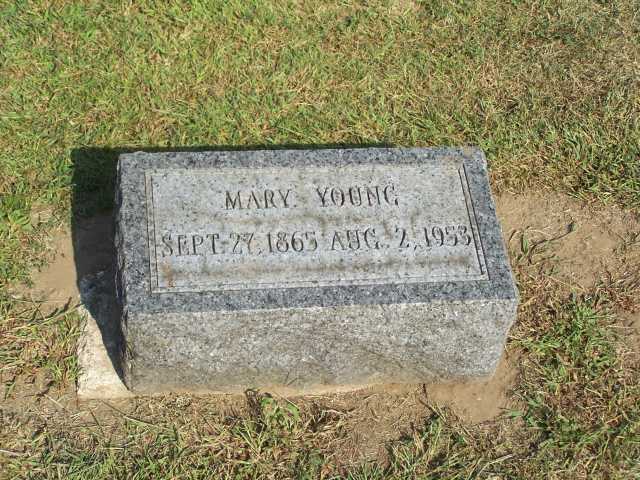 MARY YOUNG
SEPT. 27, 1865 AUG. 2, 1953